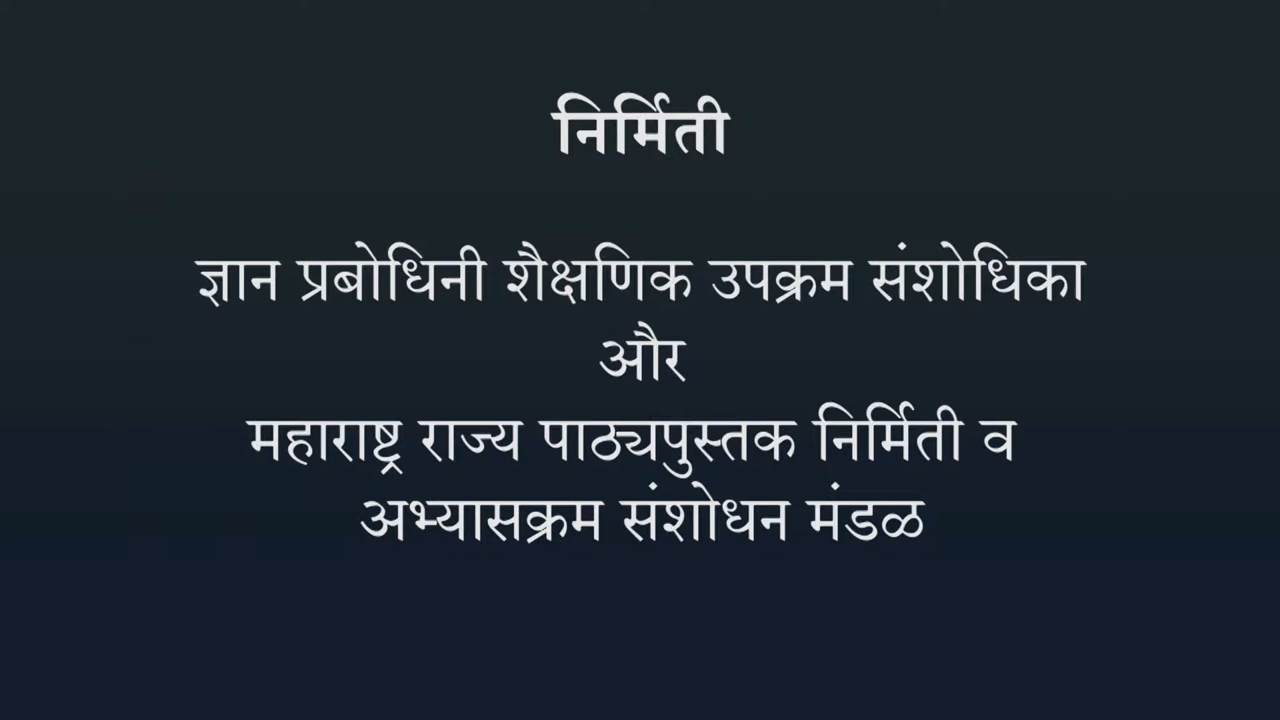 निर्मिती
ज्ञान प्रबोधिनी शैक्षणिक उपक्रम संशोधिका
और
महाराष्ट्र राज्य पाठ्यपुस्तक निर्मिती व
अभ्यासक्रम संशोधन मंडळ